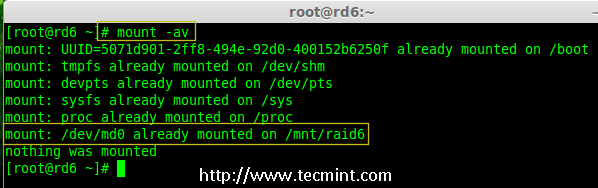 root@rd6:~
[root@rd6 ~]# mount -av
mount: UUID=5071d901-2ff8-494e-92d0-400152b6250f already mounted on /boot
mount: tmpfs already mounted on /dev/shm
mount: devpts already mounted on /dev/pts
mount: sysfs already mounted on /sys
mount: proc already mounted on /proc
mount: /dev/md0 already mounted on /mnt/raid6
nothing was mounted
[root@rd6 ~]#
http://www.tecmint.com